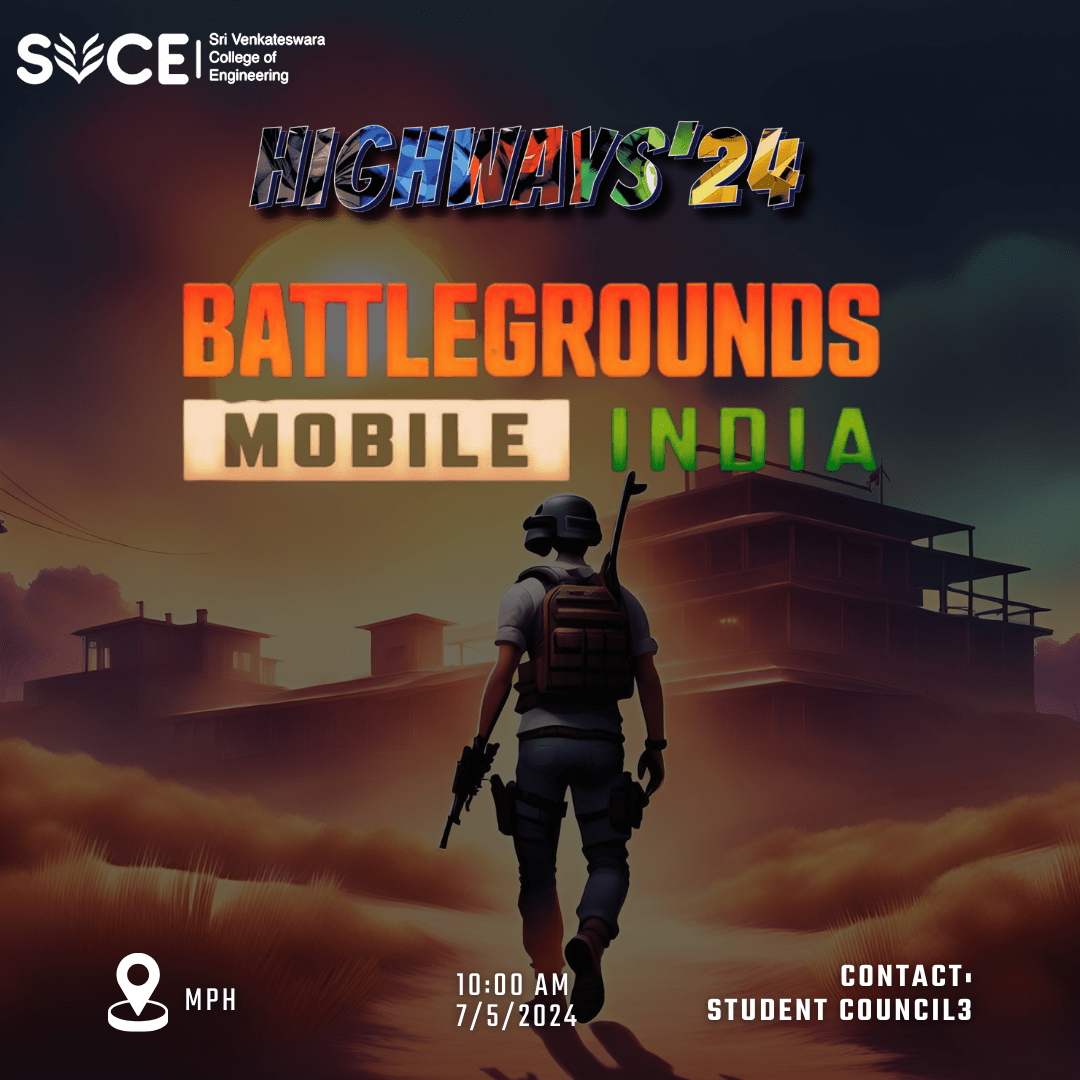 SVCE
Sri Venkateswara
College of
Engineering
HIGHWAYS'24
BATTLEGROUNDS
MOBILE INDIA
MPH
10:00 AM
7/5/2024
CONTACT:
STUDENT COUNCIL3